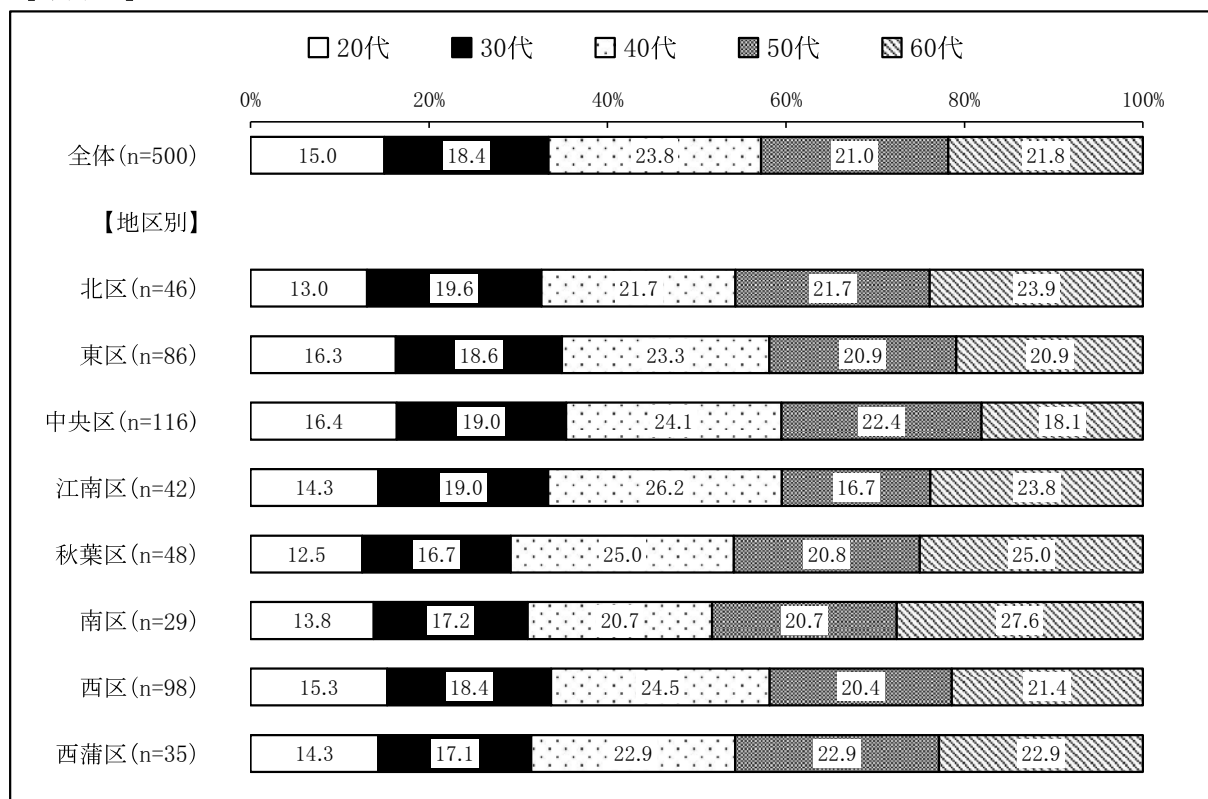 20代 30代 40代 50代 60代
0% 20% 40% 60% 80% 100%
全体(n=500) 15.0 18.4 23.8 21.0 21.8
【地区別】
北区(n=46) 13.0 19.6 21.7 21.7 23.9
東区(n=86) 16.3 18.6 23.3 20.9 20.9
中央区(n=116) 16.4 19.0 24.1 22.4 18.1
江南区(n=42) 14.3 19.0 26.2 16.7 23.8
秋葉区(n=48) 12.5 16.7 25.0 20.8 25.0
南区(n=29) 13.8 17.2 20.7 20.7 27.6
西区(n=98) 15.3 18.4 24.5 20.4 21.4
西蒲区(n=35) 14.3 17.1 22.9 22.9 22.9